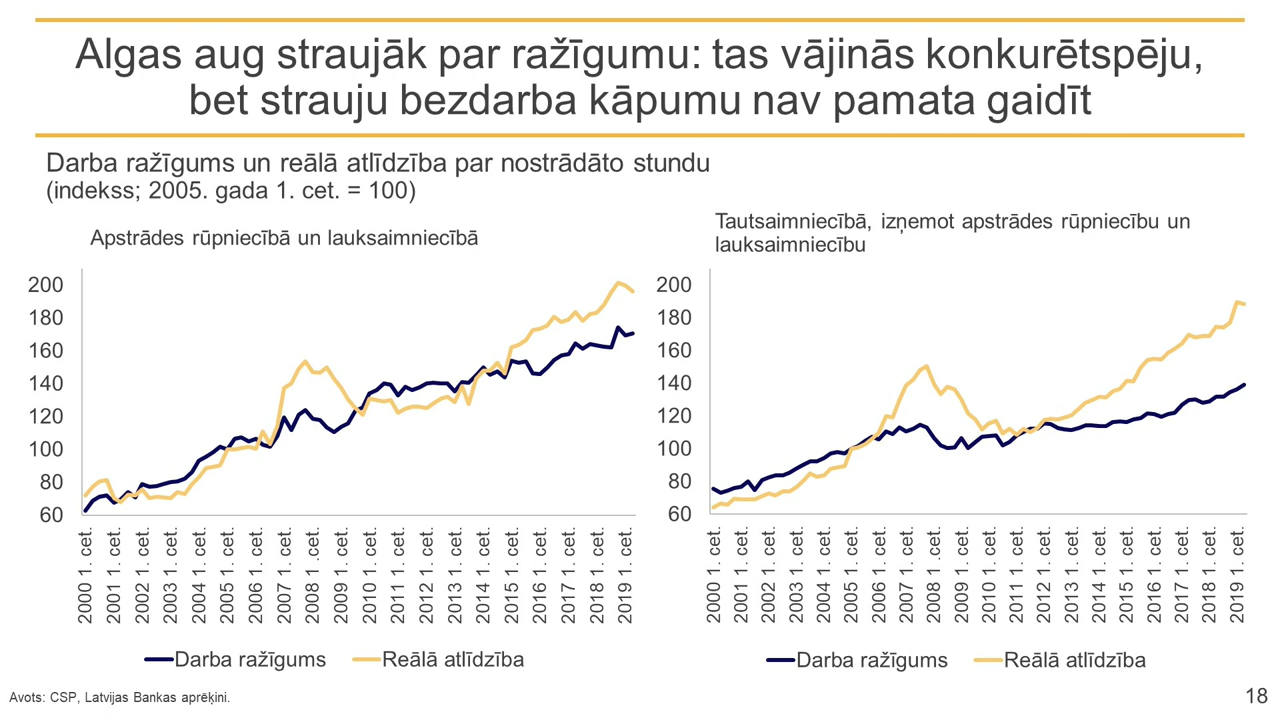 Algas aug straujāk par ražīgumu: tas vājinās konkurētspēju,
bet strauju bezdarba kāpumu nav pamata gaidīt
Darba ražīgums un reālā atlīdzība par nostrādāto stundu
(indekss; 2005. gada 1. cet. = 100)
Apstrādes rūpniecībā un lauksaimniecībā
200
180
160
140
120
100
80
60
2000 1. cet.
2001 1. cet.
2002 1. cet.
2003 1. cet.
2004 1. cet.
2005 1. cet.
2006 1. cet.
2007 1. cet.
2008 1 .cet.
2009 1. cet.
2010 1. cet.
2011 1. cet.
2012 1. cet.
2013 1. cet.
2014 1. cet.
2015 1. cet.
2016 1. cet.
2017 1. cet.
2018 1. cet.
2019 1. cet.
Darba ražīgums
Reālā atlīdzība
Tautsaimniecībā, izņemot apstrādes rūpniecību un
lauksaimniecību
200
180
160
140
120
100
80
60
2000 1. cet.
2001 1. cet.
2002 1. cet.
2003 1. cet.
2004 1. cet.
2005 1. cet.
2006 1. cet.
2007 1. cet.
2008 1 .cet.
2009 1. cet.
2010 1. cet.
2011 1. cet.
2012 1. cet.
2013 1. cet.
2014 1. cet.
2015 1. cet.
2016 1. cet.
2017 1. cet.
2018 1. cet.
2019 1. cet.
Darba ražīgums
Reālā atlīdzība
Avots: CSP, Latvijas Bankas aprēķini.
18